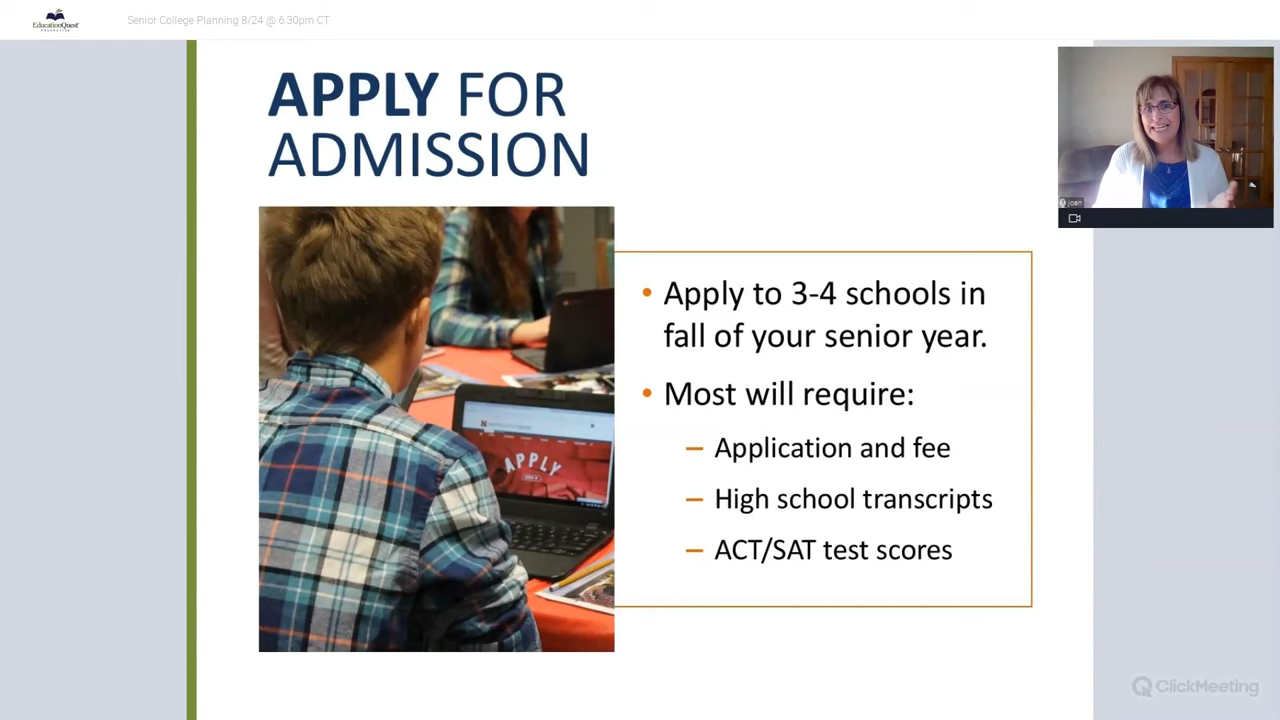 EducationQuest
FOUNDATION
Senior College Planning 8/24 @ 6:30pm CT
APPLY FOR
ADMISSION
APPLY
• Apply to 3-4 schools in
fall of your senior year.
• Most will require:
– Application and fee
– High school transcripts
– ACT/SAT test scores
joan
ClickMeeting